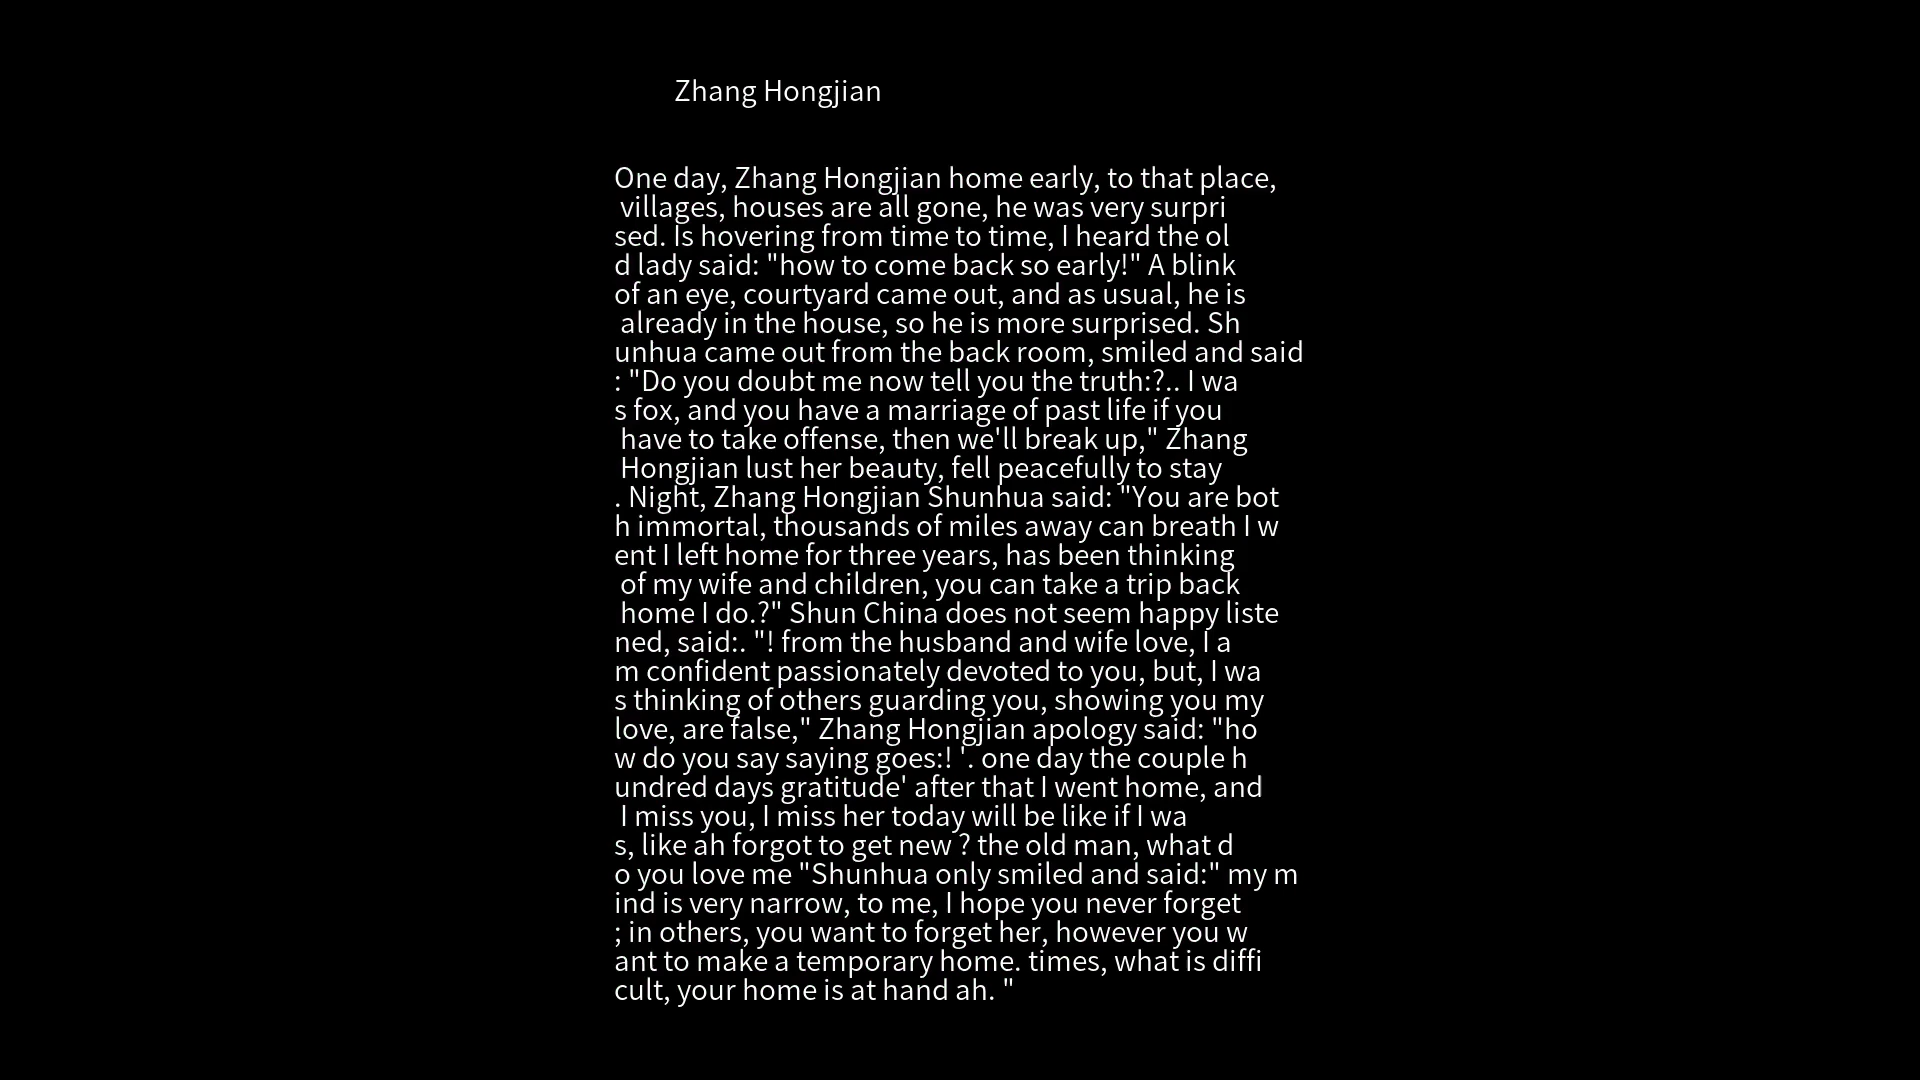 Zhang Hongjian
One day, Zhang Hongjian home early, to that place,
villages, houses are all gone, he was very surpri
sed. Is hovering from time to time, I heard the ol
d lady said: "how to come back so early!" A blink
of an eye, courtyard came out, and as usual, he is
already in the house, so he is more surprised. Sh
unhua came out from the back room, smiled and said
: "Do you doubt me now tell you the truth:?.. I wa
s fox, and you have a marriage of past life if you
have to take offense, then we'll break up," Zhang
Hongjian lust her beauty, fell peacefully to stay
. Night, Zhang Hongjian Shunhua said: "You are bot
h immortal, thousands of miles away can breath I w
ent I left home for three years, has been thinking
of my wife and children, you can take a trip back
home I do.?" Shun China does not seem happy liste
ned, said:. "! from the husband and wife love, I a
m confident passionately devoted to you, but, I wa
s thinking of others guarding you, showing you my
love, are false," Zhang Hongjian apology said: "ho
w do you say saying goes:! '. one day the couple h
undred days gratitude' after that I went home, and
I miss you, I miss her today will be like if I wa
s, like ah forgot to get new ? the old man, what d
o you love me "Shunhua only smiled and said:" my m
ind is very narrow, to me, I hope you never forget
; in others, you want to forget her, however you w
ant to make a temporary home. times, what is diffi
cult, your home is at hand ah. "